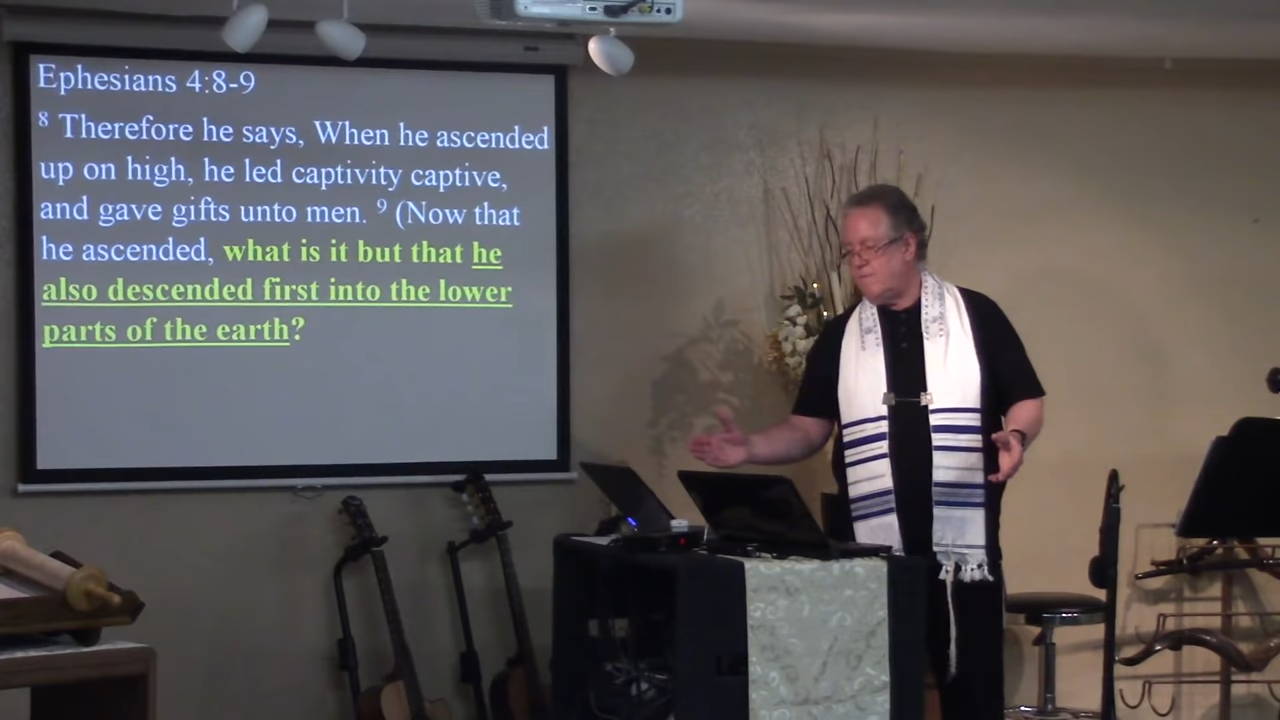 Ephesians 4:8-9
8 Therefore he says, When he ascended
up on high, he led captivity captive,
and gave gifts unto men. 9 (Now that
he ascended, what is it but that he
also descended first into the lower
parts of the earth?